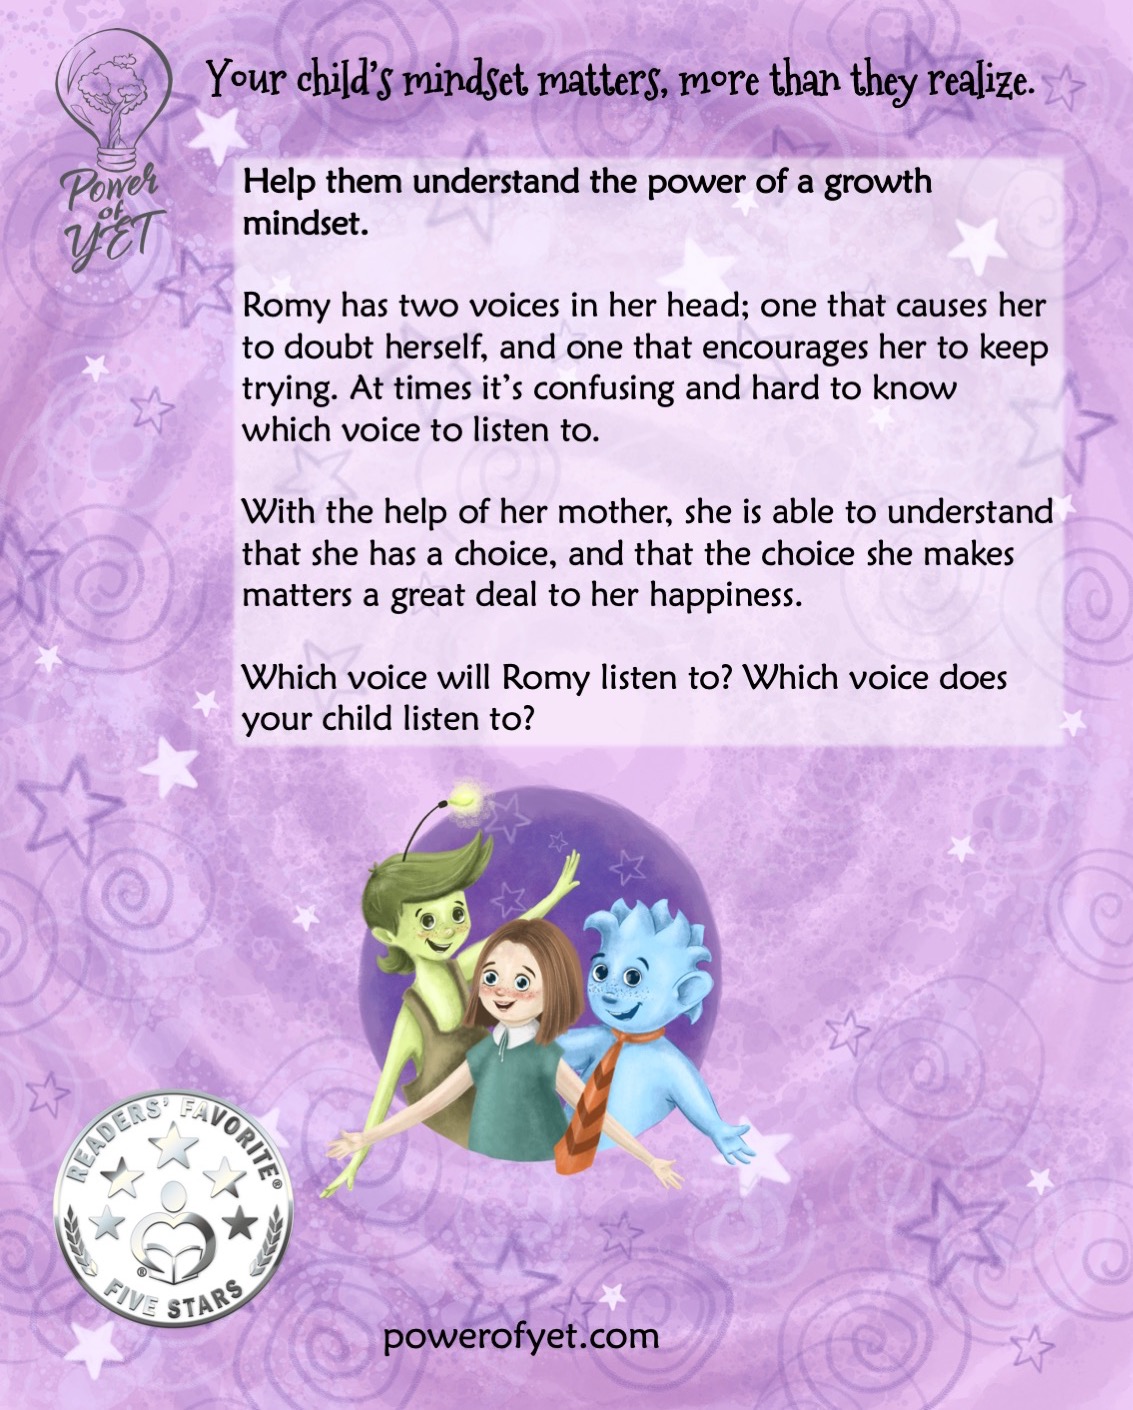 Your child's mindset matters, more than they realize.
Power
of
YET
Help them understand the power of a growth
mindset.
Romy has two voices in her head; one that causes her
to doubt herself, and one that encourages her to keep
trying. At times it's confusing and hard to know
which voice to listen to.
With the help of her mother, she is able to understand
that she has a choice, and that the choice she makes
matters a great deal to her happiness.
Which voice will Romy listen to? Which voice does
your child listen to?
READERS' FAVORITE®
®
FIVE STARS
powerofyet.com